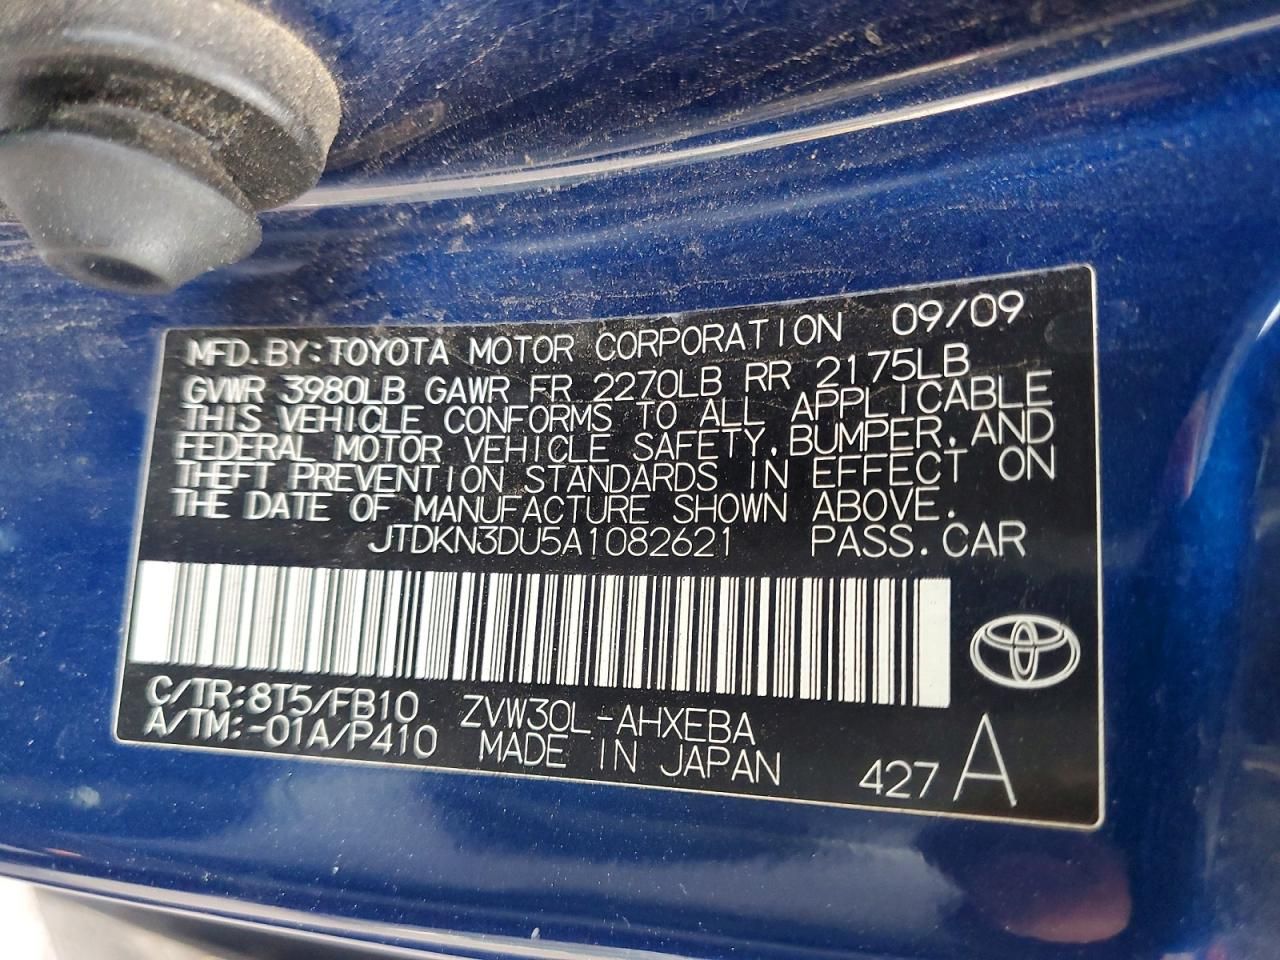 MFD.BY:TOYOTA MOTOR CORPORATION 09/09
GVWR 3980LB GAWR FR 2270LB RR 2175LB
THIS VEHICLE CONFORMS TO ALL APPLICABLE
FEDERAL MOTOR VEHICLE SAFETY,BUMPER,AND
THEFT PREVENTION STANDARDS IN EFFECT ON
THE DATE OF MANUFACTURE SHOWN ABOVE.
JTDKN3DU5A1082621 PASS.CAR
C/TR:8T5/FB10 ZVW30L-AHXEBA
A/TM:-01A/P410 MADE IN JAPAN 427 A